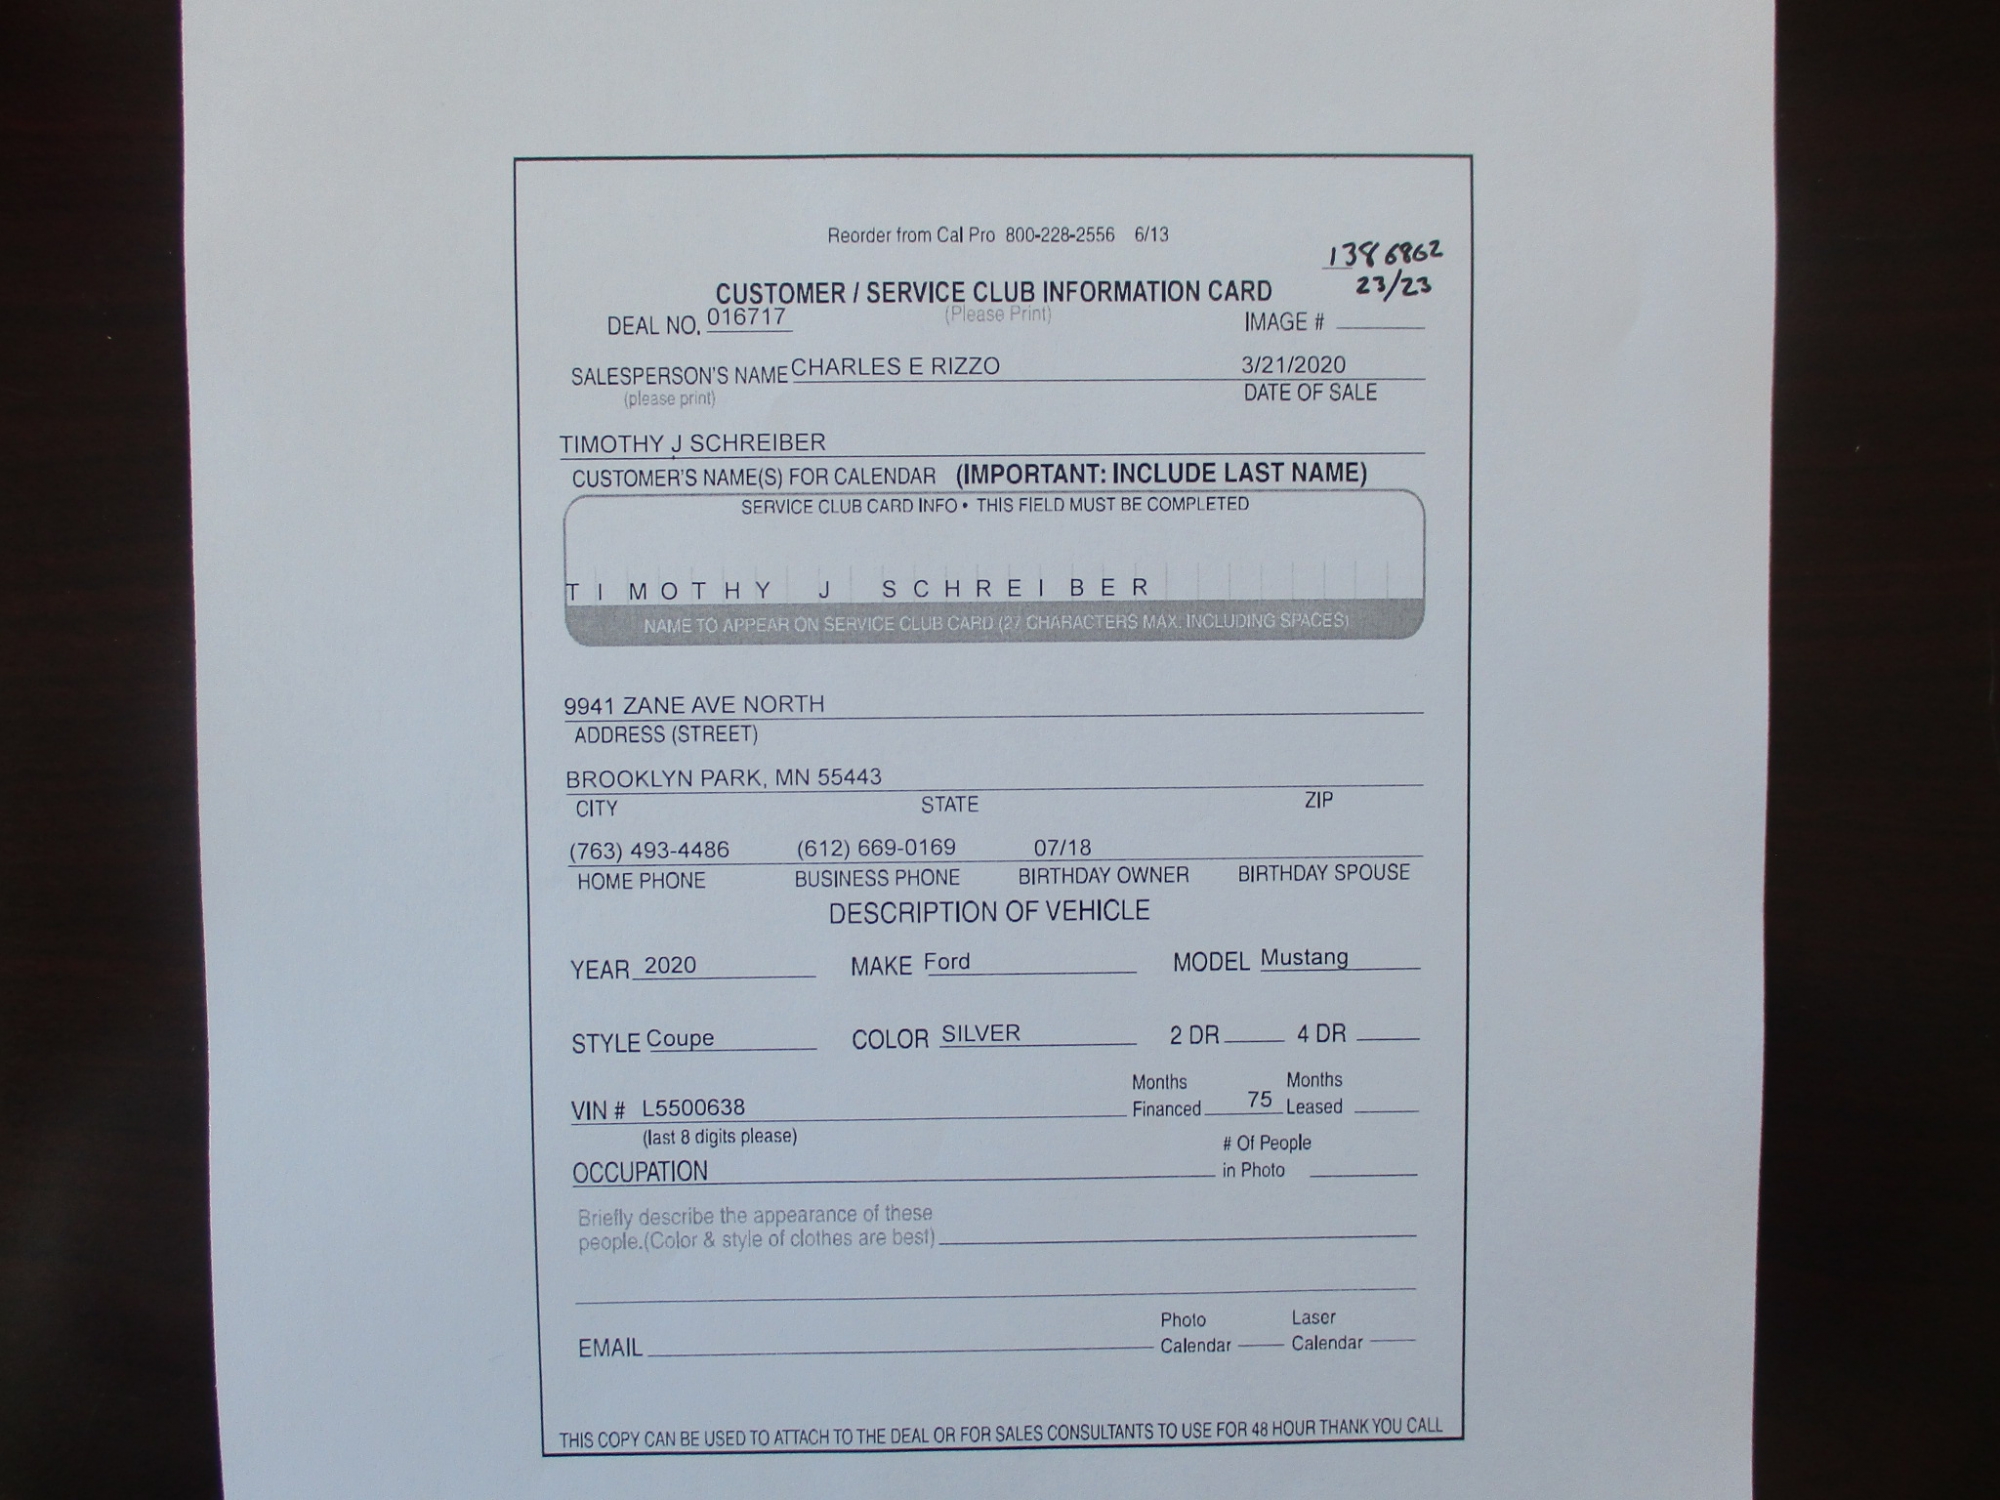 Reorder from Cal Pro 800-228-2556 6/13
1386862
23/23
CUSTOMER / SERVICE CLUB INFORMATION CARD
(Please Print)
DEAL NO. 016717 IMAGE #
SALESPERSON'S NAME CHARLES E RIZZO 3/21/2020
(please print) DATE OF SALE
TIMOTHY J SCHREIBER
CUSTOMER'S NAME(S) FOR CALENDAR (IMPORTANT: INCLUDE LAST NAME)
SERVICE CLUB CARD INFO • THIS FIELD MUST BE COMPLETED
TIMOTHY J SCHREIBER
NAME TO APPEAR ON SERVICE CLUB CARD (27 CHARACTERS MAX. INCLUDING SPACES)
9941 ZANE AVE NORTH
ADDRESS (STREET)
BROOKLYN PARK, MN 55443
CITY STATE ZIP
(763) 493-4486 (612) 669-0169 07/18
HOME PHONE BUSINESS PHONE BIRTHDAY OWNER BIRTHDAY SPOUSE
DESCRIPTION OF VEHICLE
YEAR 2020 MAKE Ford MODEL Mustang
STYLE Coupe COLOR SILVER 2 DR 4 DR
Months Months
VIN # L5500638 Financed 75 Leased
(last 8 digits please) # Of People
OCCUPATION in Photo
Briefly describe the appearance of these
people.(Color & style of clothes are best)
Photo Laser
EMAIL Calendar Calendar
THIS COPY CAN BE USED TO ATTACH TO THE DEAL OR FOR SALES CONSULTANTS TO USE FOR 48 HOUR THANK YOU CALL